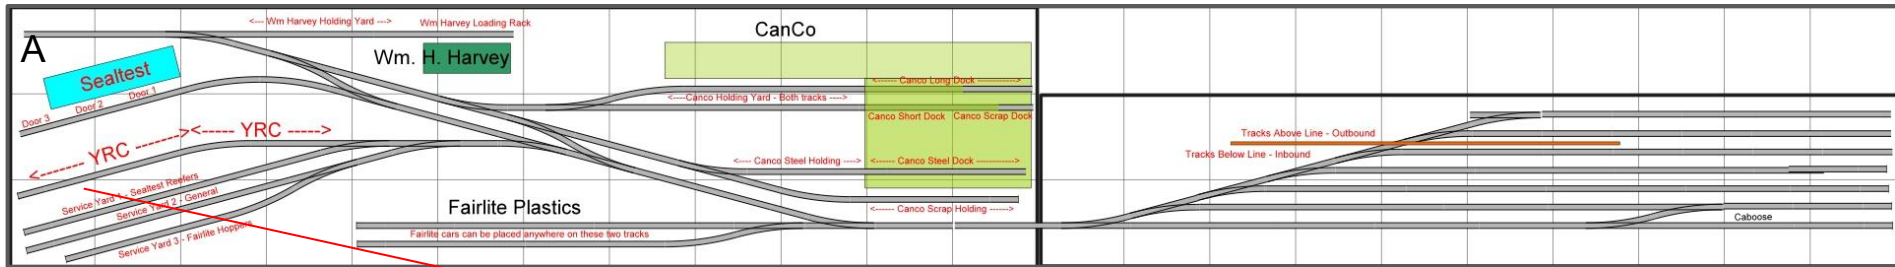 A
<--- Wm Harvey Holding Yard --->
Wm Harvey Loading Rack
Wm. H. Harvey
CanCo
Sealtest
Door 1
Door 2
Door 3
<------ Canco Long Dock ------------>
<----Canco Holding Yard - Both tracks---->
Canco Short Dock
Canco Scrap Dock
<------- YRC ------->
<----- YRC ----->
<---- Canco Steel Holding ---->
<----- Canco Steel Dock ------------>
Service Yard 1 - Sealtest Reefers
Service Yard 2 - General
Service Yard 3 - Fairlite Hoppers
Fairlite Plastics
Fairlite cars can be placed anywhere on these two tracks
<------ Canco Scrap Holding ------>
Tracks Above Line - Outbound
Tracks Below Line - Inbound
Caboose